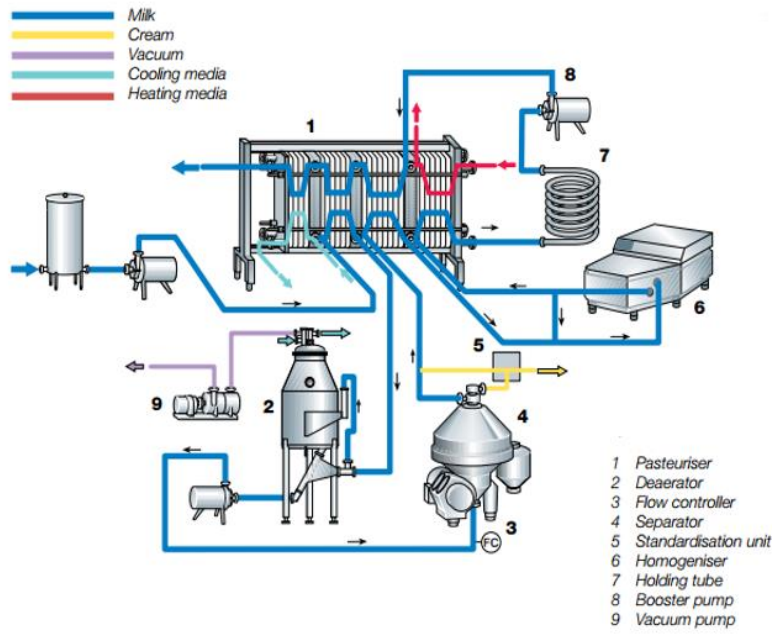 Milk
Cream
Vacuum
Cooling media
Heating media
1
8
7
6
5
2
9
4
3
FC
1 Pasteuriser
2 Deaerator
3 Flow controller
4 Separator
5 Standardisation unit
6 Homogeniser
7 Holding tube
8 Booster pump
9 Vacuum pump